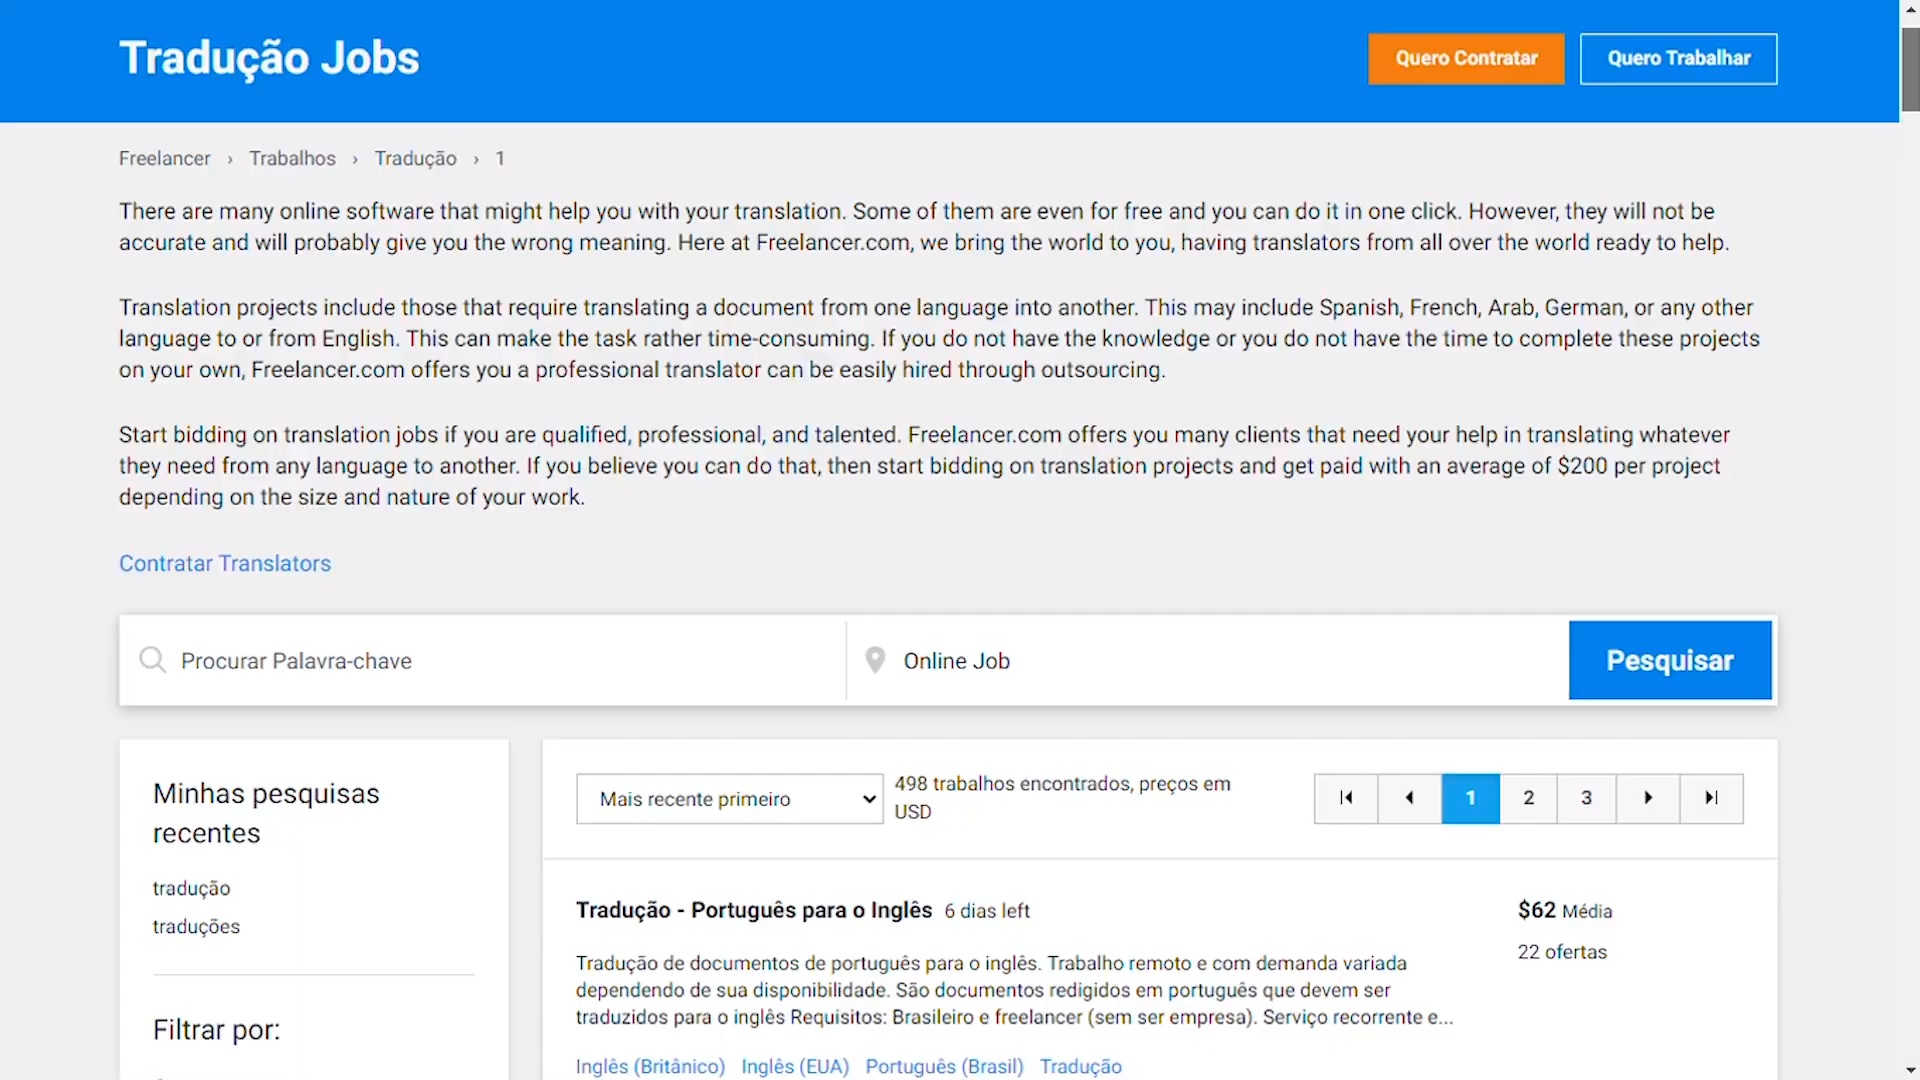 Tradução Jobs
Quero Contratar
Quero Trabalhar
Freelancer › Trabalhos › Tradução › 1
There are many online software that might help you with your translation. Some of them are even for free and you can do it in one click. However, they will not be
accurate and will probably give you the wrong meaning. Here at Freelancer.com, we bring the world to you, having translators from all over the world ready to help.
Translation projects include those that require translating a document from one language into another. This may include Spanish, French, Arab, German, or any other
language to or from English. This can make the task rather time-consuming. If you do not have the knowledge or you do not have the time to complete these projects
on your own, Freelancer.com offers you a professional translator can be easily hired through outsourcing.
Start bidding on translation jobs if you are qualified, professional, and talented. Freelancer.com offers you many clients that need your help in translating whatever
they need from any language to another. If you believe you can do that, then start bidding on translation projects and get paid with an average of $200 per project
depending on the size and nature of your work.
Contratar Translators
Procurar Palavra-chave
Online Job
Pesquisar
Minhas pesquisas
recentes
tradução
traduções
Filtrar por:
Mais recente primeiro
498 trabalhos encontrados, preços em
USD
1 2 3
Tradução - Português para o Inglês 6 dias left
$62 Média
22 ofertas
Tradução de documentos de português para o inglês. Trabalho remoto e com demanda variada
dependendo de sua disponibilidade. São documentos redigidos em português que devem ser
traduzidos para o inglês Requisitos: Brasileiro e freelancer (sem ser empresa). Serviço recorrente e...
Inglês (Britânico) Inglês (EUA) Português (Brasil) Tradução